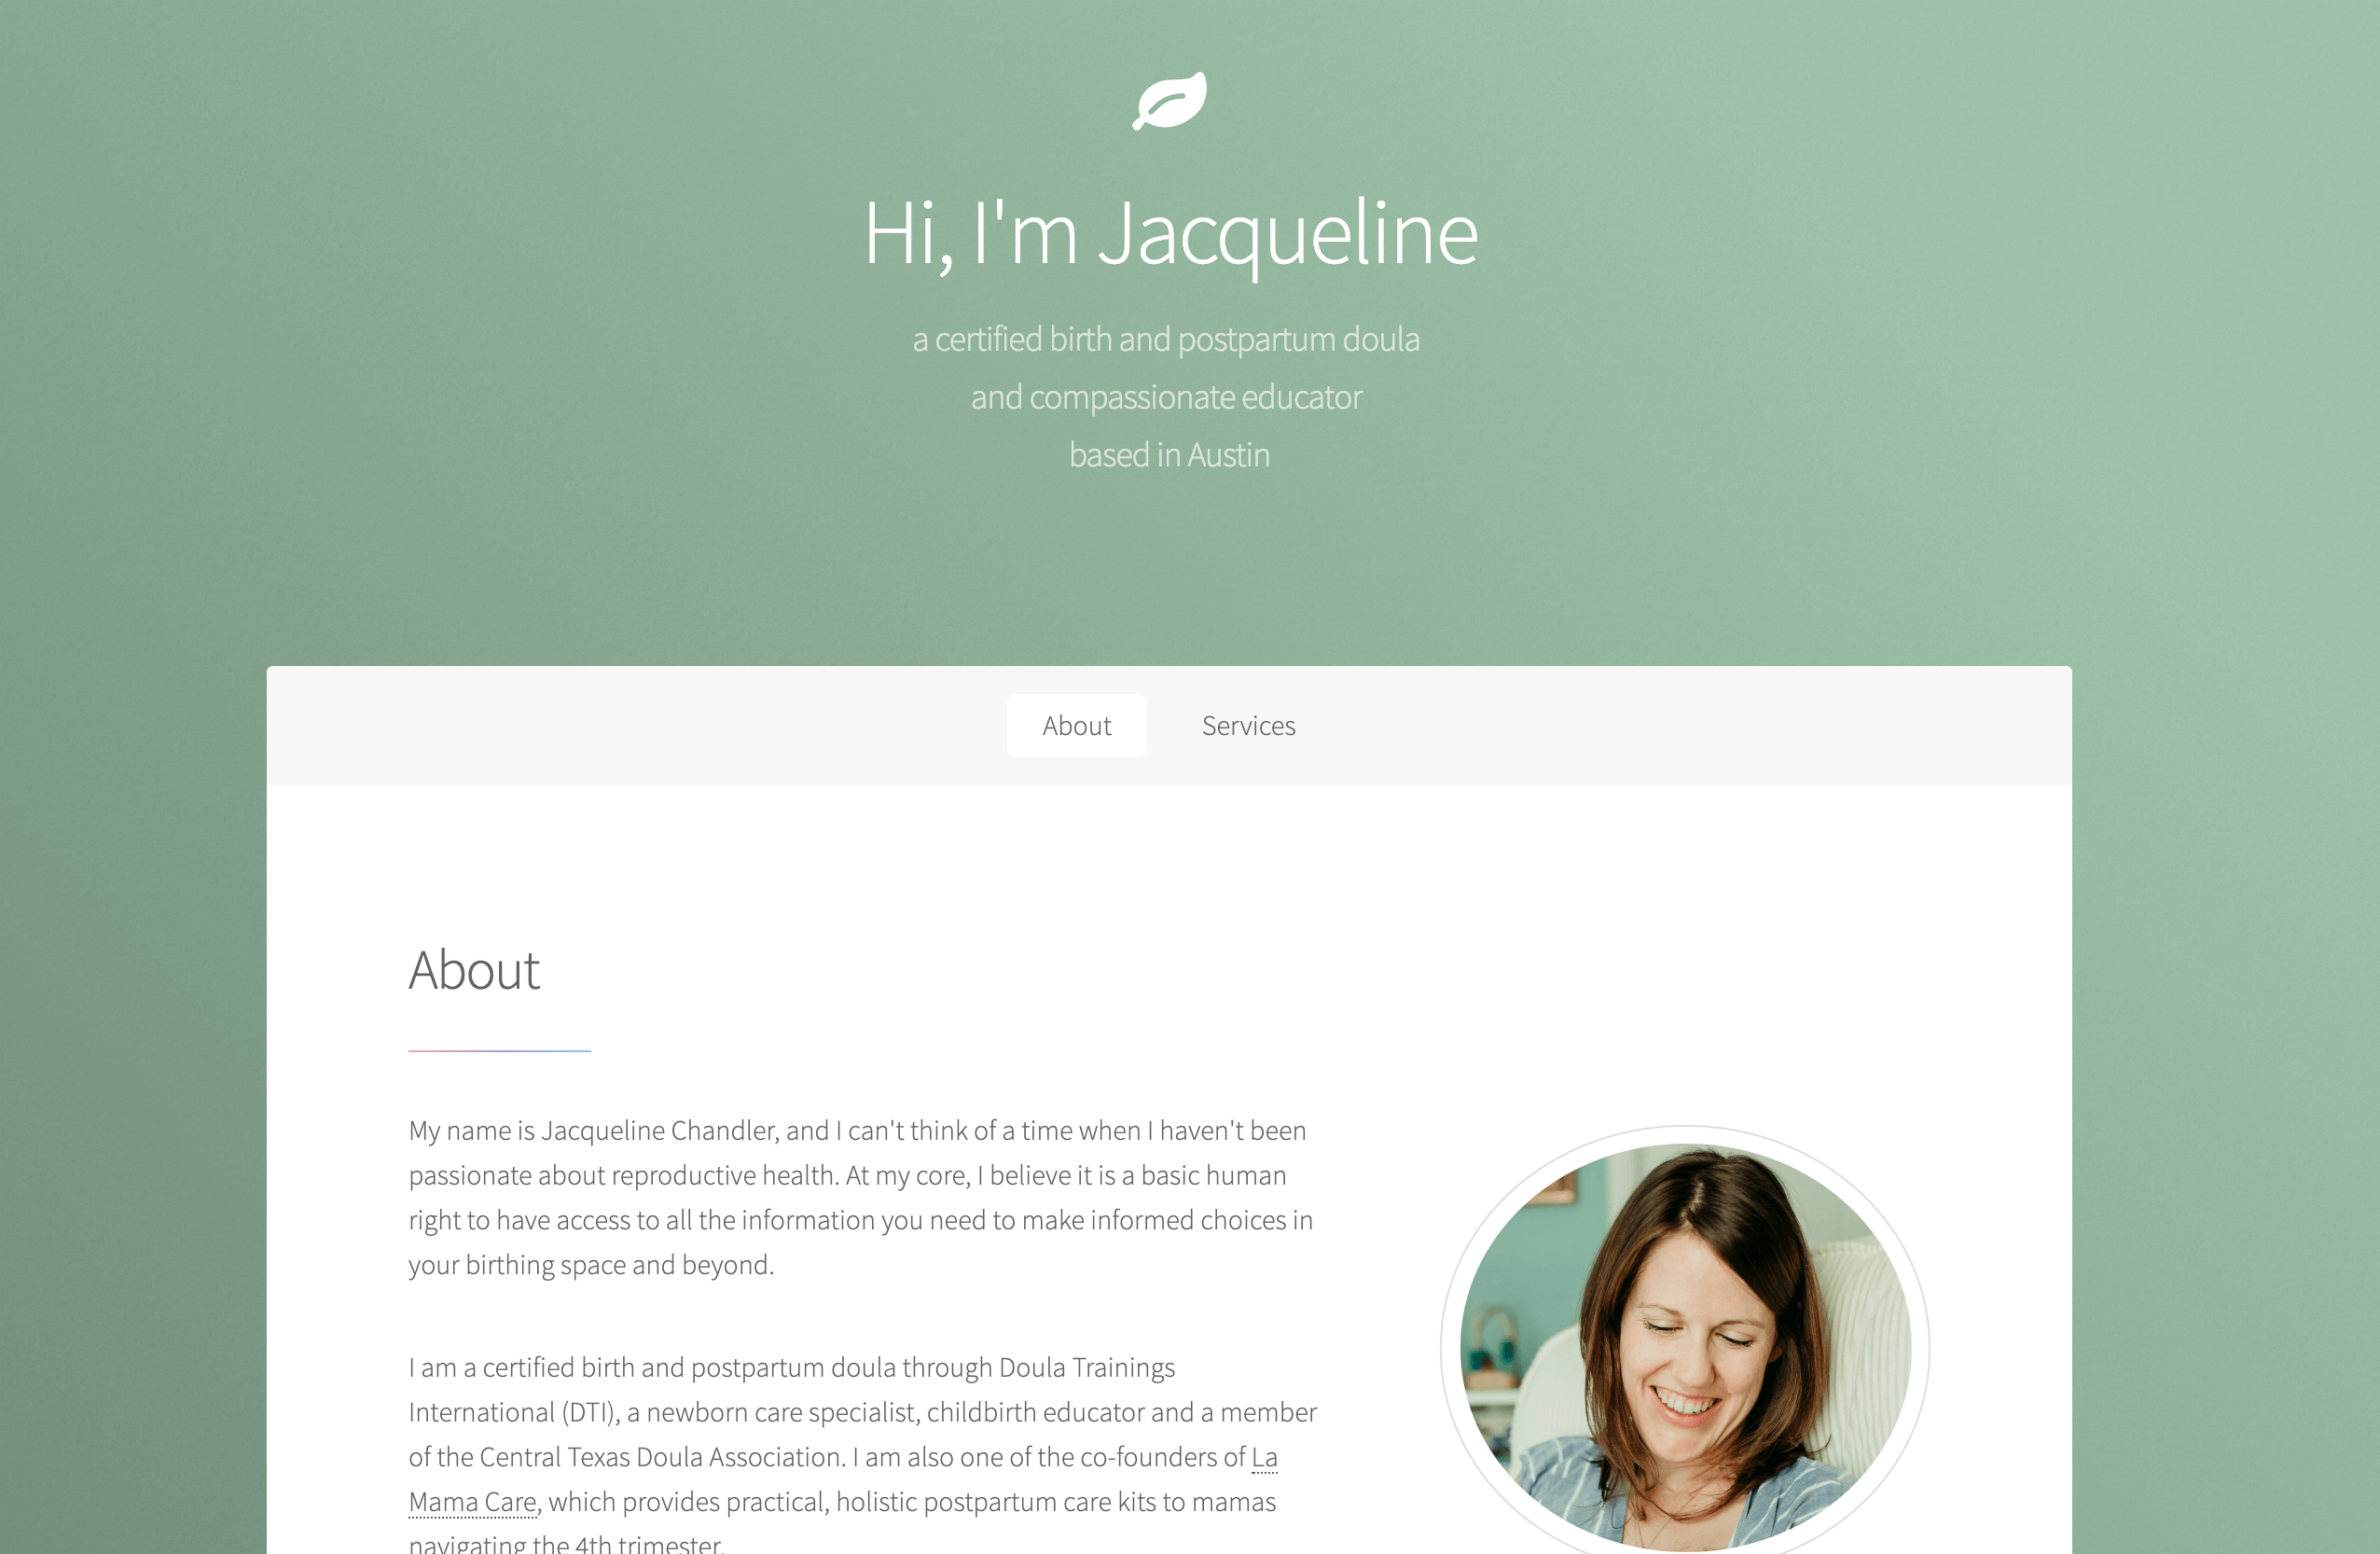 Hi, I'm Jacqueline
a certified birth and postpartum doula
and compassionate educator
based in Austin
About
Services
About
My name is Jacqueline Chandler, and I can't think of a time when I haven't been
passionate about reproductive health. At my core, I believe it is a basic human
right to have access to all the information you need to make informed choices in
your birthing space and beyond.
I am a certified birth and postpartum doula through Doula Trainings
International (DTI), a newborn care specialist, childbirth educator and a member
of the Central Texas Doula Association. I am also one of the co-founders of La
Mama Care, which provides practical, holistic postpartum care kits to mamas
navigating the 4th trimester.